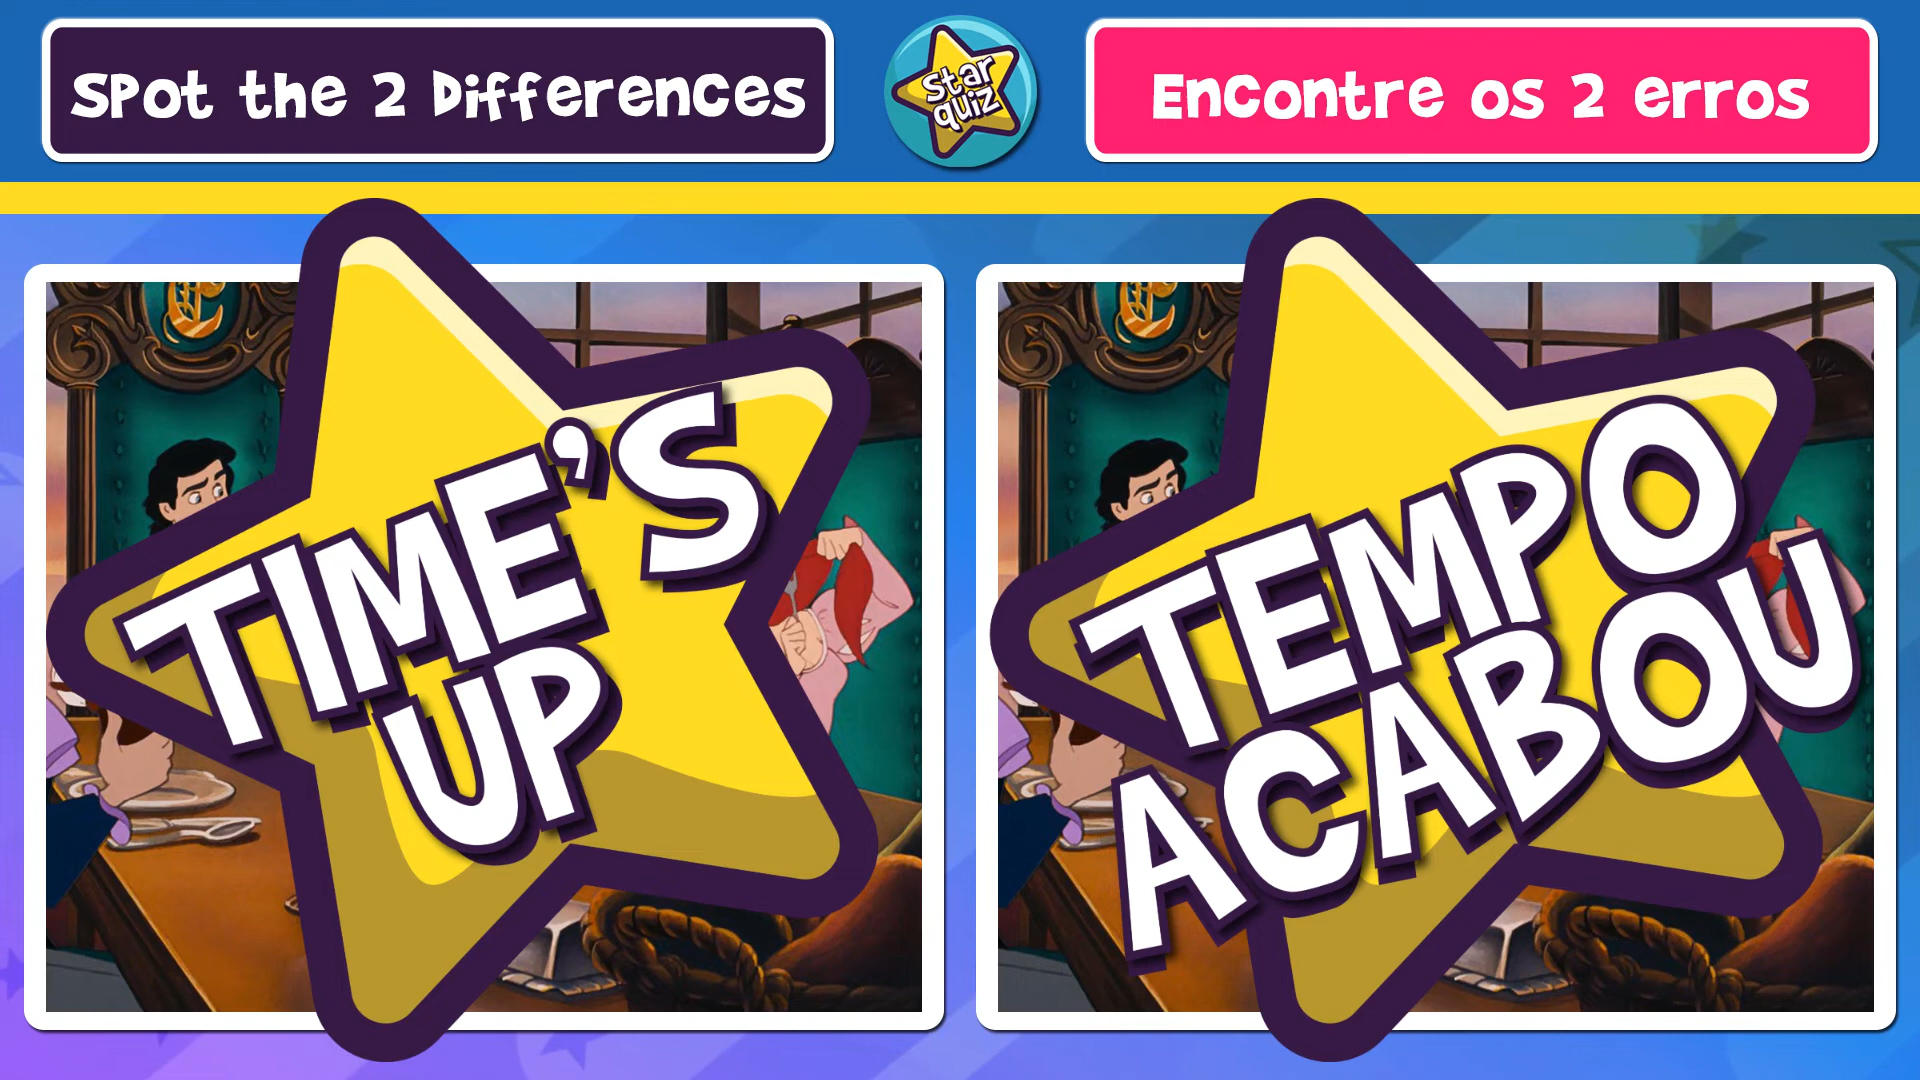 Spot the 2 Differences
star
quiz
Encontre os 2 erros
TIME'S
UP
TEMPO
ACABOU